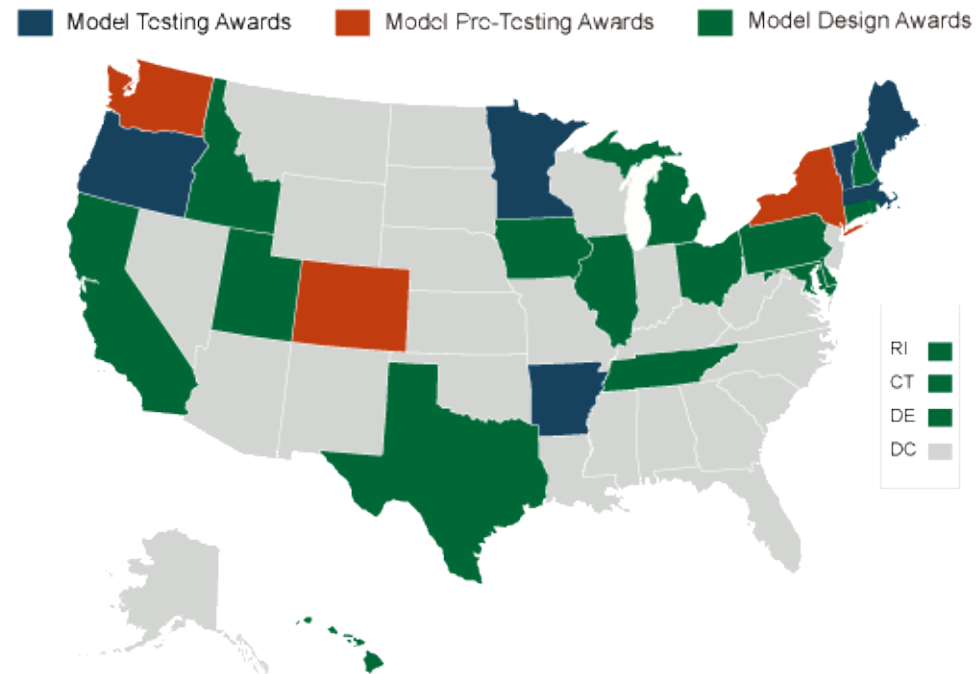 Model Testing Awards
Model Pre-Testing Awards
Model Design Awards
RI
CT
DE
DC